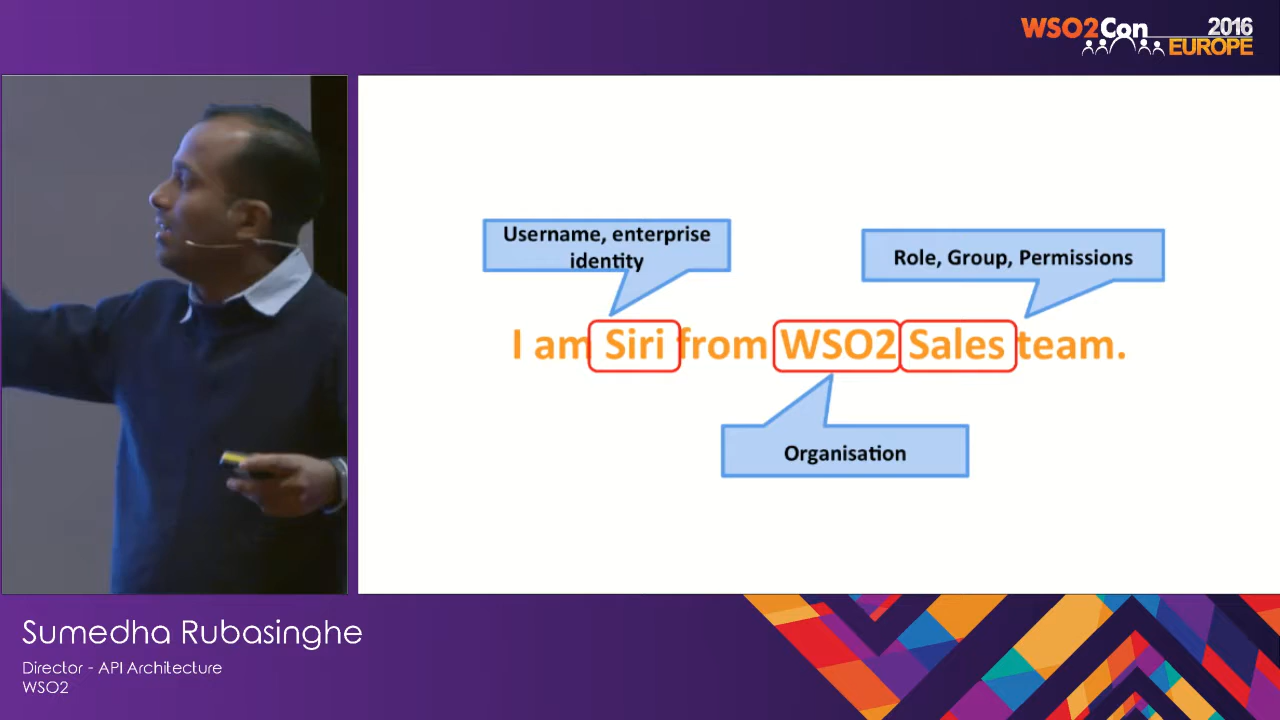 WSO2Con 2016
EUROPE
Username, enterprise
identity
Role, Group, Permissions
I am Siri from WSO2 Sales team.
Organisation
Sumedha Rubasinghe
Director - API Architecture
WSO2